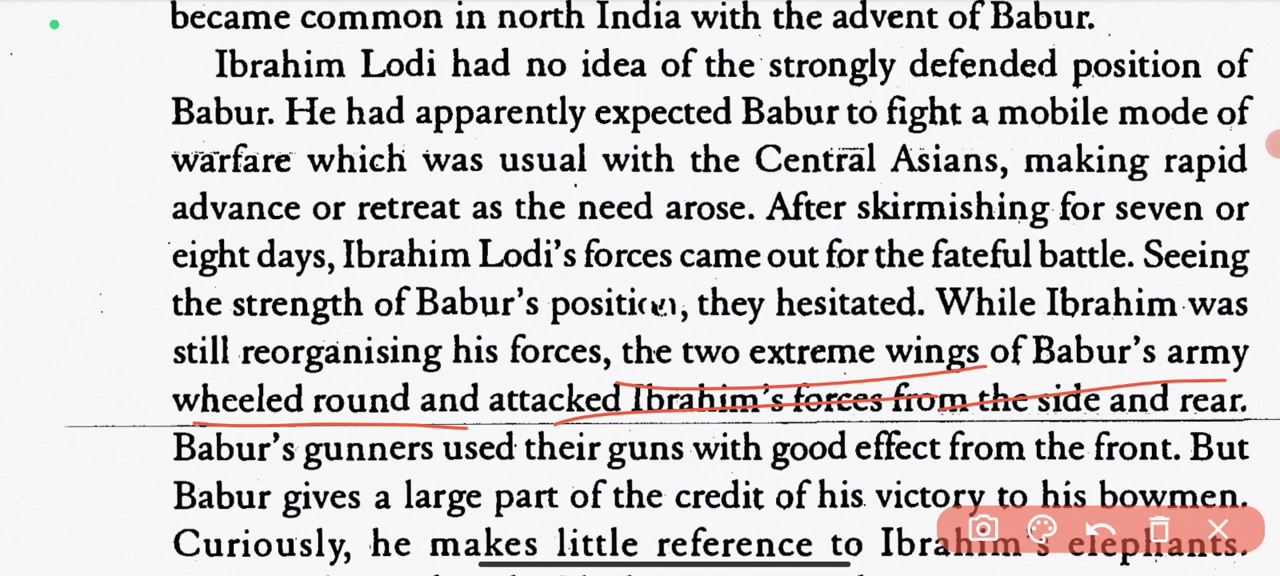 became common in north India with the advent of Babur.
Ibrahim Lodi had no idea of the strongly defended position of
Babur. He had apparently expected Babur to fight a mobile mode of
warfare which was usual with the Central Asians, making rapid
advance or retreat as the need arose. After skirmishing for seven or
eight days, Ibrahim Lodi's forces came out for the fateful battle. Seeing
the strength of Babur's position, they hesitated. While Ibrahim was
still reorganising his forces, the two extreme wings of Babur's army
wheeled round and attacked Ibrahim's forces from the side and rear.
Babur's gunners used their guns with good effect from the front. But
Babur gives a large part of the credit of his victory to his bowmen.
Curiously, he makes little reference to Ibrahim's elephants.